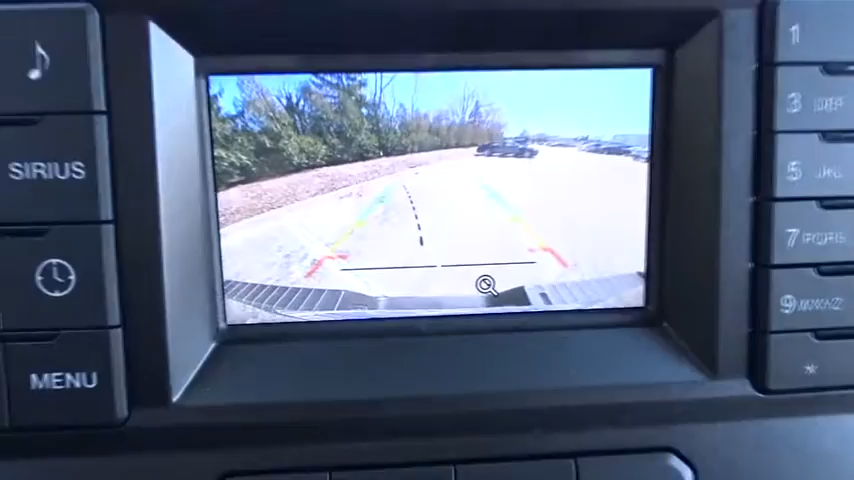 SIRIUS
MENU
1
3 DEF
5 JKL
7 PQRS
9 WXYZ
*